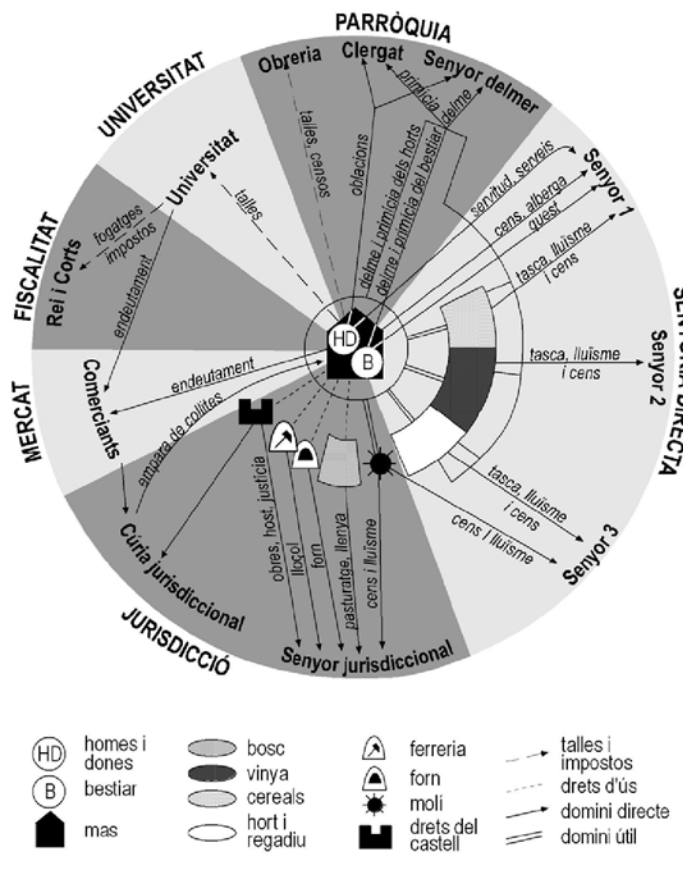 PARRÒQUIA
Obreria
Clergat
Senyor delmer
UNIVERSITAT
Universitat
talles
talles, censos
oblacions
primícia
delme
delme i primícia dels horts
delme i primícia del bestiar
FISCALITAT
Rei i Corts
fogatges
impostos
endeutament
SENYORIA DIRECTA
servitud, serveis
cens, alberga
quest
Senyor 1
tasca, lluïsme
i cens
Senyor 2
tasca, lluïsme
i cens
Senyor 3
tasca, lluïsme
i cens
cens i lluïsme
HD
B
MERCAT
Comerciants
endeutament
empara de collites
JURISDICCIÓ
Cúria jurisdiccional
Senyor jurisdiccional
obres, host, justícia
lloçol
forn
pasturatge, llenya
cens i lluïsme
HD
homes i
dones
B
bestiar
mas
bosc
vinya
cereals
hort i
regadiu
ferreria
forn
molí
drets del
castell
talles i
impostos
drets d'ús
domini directe
domini útil